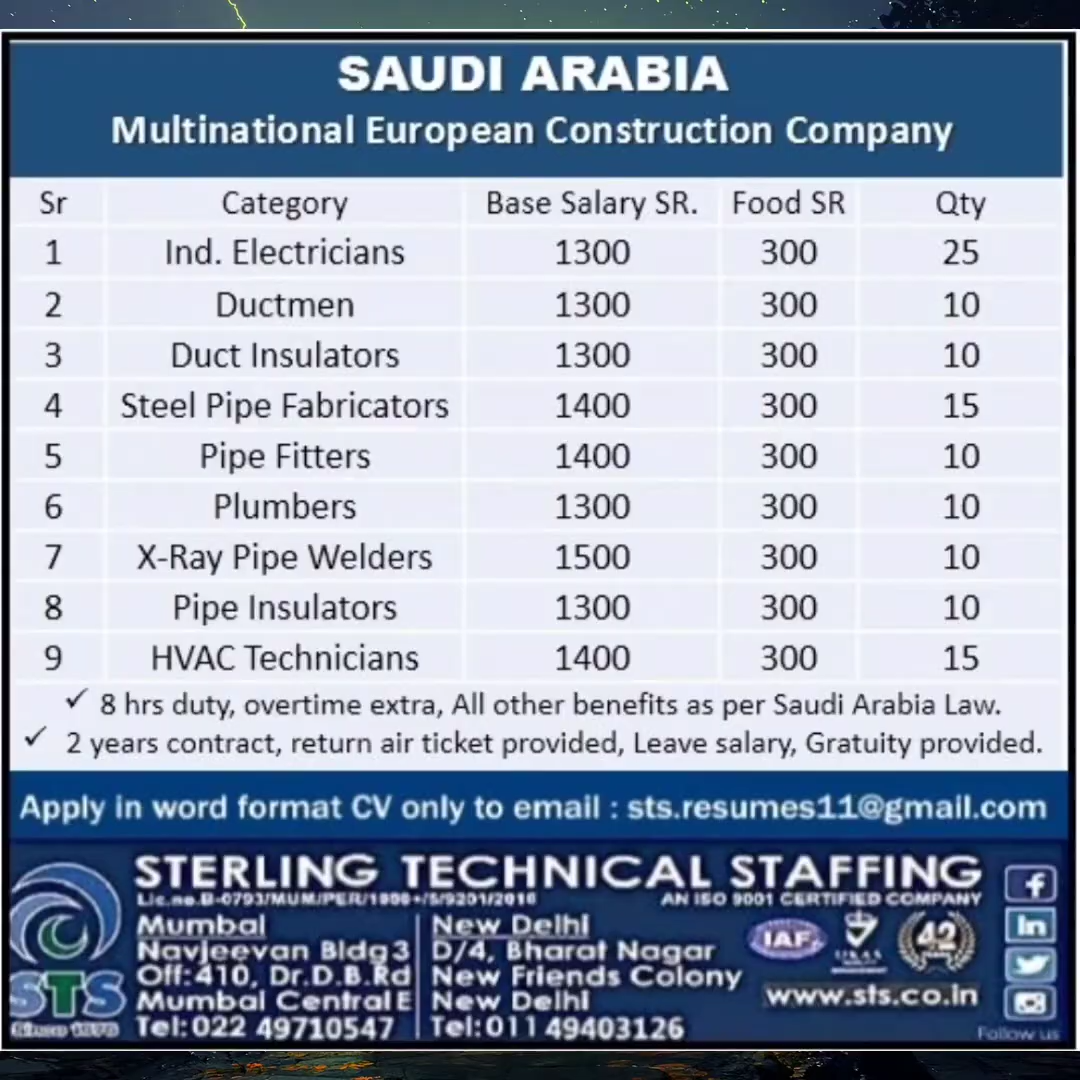 SAUDI ARABIA
Multinational European Construction Company
Sr Category Base Salary SR. Food SR Qty
1 Ind. Electricians 1300 300 25
2 Ductmen 1300 300 10
3 Duct Insulators 1300 300 10
4 Steel Pipe Fabricators 1400 300 15
5 Pipe Fitters 1400 300 10
6 Plumbers 1300 300 10
7 X-Ray Pipe Welders 1500 300 10
8 Pipe Insulators 1300 300 10
9 HVAC Technicians 1400 300 15
✓ 8 hrs duty, overtime extra, All other benefits as per Saudi Arabia Law.
✓ 2 years contract, return air ticket provided, Leave salary, Gratuity provided.
Apply in word format CV only to email : sts.resumes11@gmail.com
STERLING TECHNICAL STAFFING
AN ISO 9001 CERTIFIED COMPANY
Mumbai
Navjeevan Bldg3
Off:410, Dr.D.B.Rd
Mumbai Central E
Tel:022 49710547
New Delhi
D/4, Bharat Nagar
New Friends Colony
New Delhi
Tel:011 49403126
IAF
42
www.sts.co.in
STS
Follow us